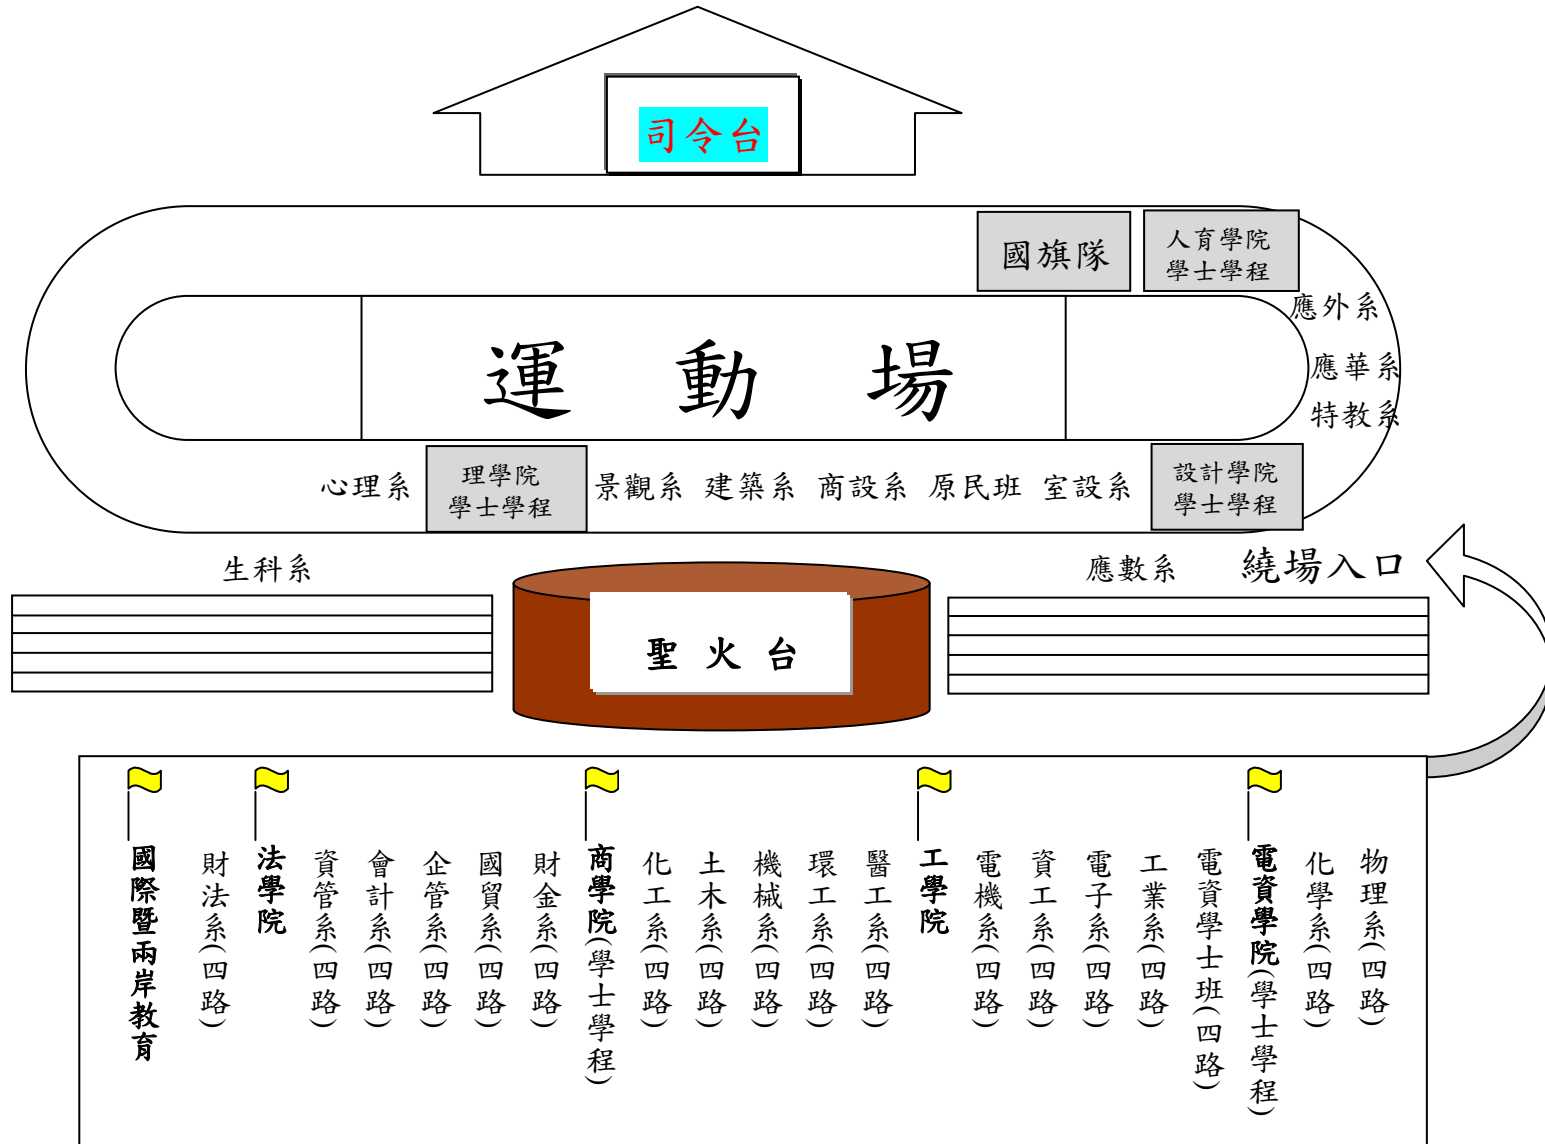 司令台
國旗隊
人育學院
學士學程
應外系
運動場
應華系
特教系
心理系
理學院
學士學程
景觀系
建築系
商設系
原民班
室設系
設計學院
學士學程
生科系
應數系
繞場入口
聖火台
國際暨兩岸教育
財法系(四路)
法學院
資管系(四路)
會計系(四路)
企管系(四路)
國貿系(四路)
財金系(四路)
商學院(學士學程)
化工系(四路)
土木系(四路)
機械系(四路)
環工系(四路)
醫工系(四路)
工學院
電機系(四路)
資工系(四路)
電子系(四路)
工業系(四路)
電資學士班(四路)
電資學院(學士學程)
化學系(四路)
物理系(四路)